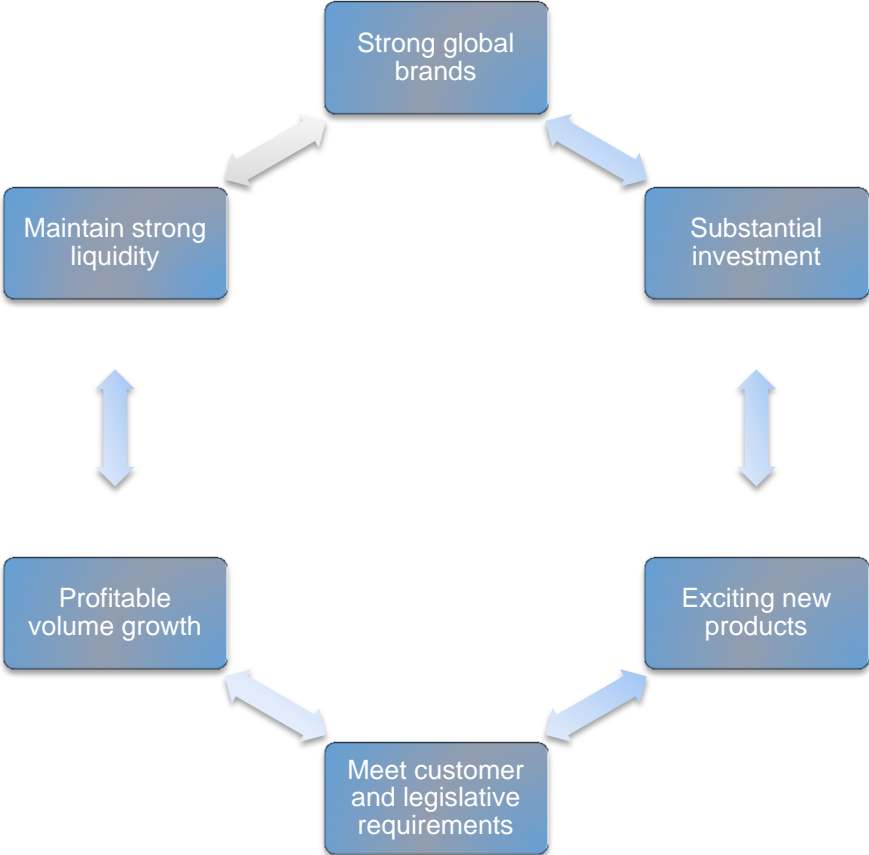 Strong global
brands
Maintain strong
liquidity
Substantial
investment
Profitable
volume growth
Exciting new
products
Meet customer
and legislative
requirements